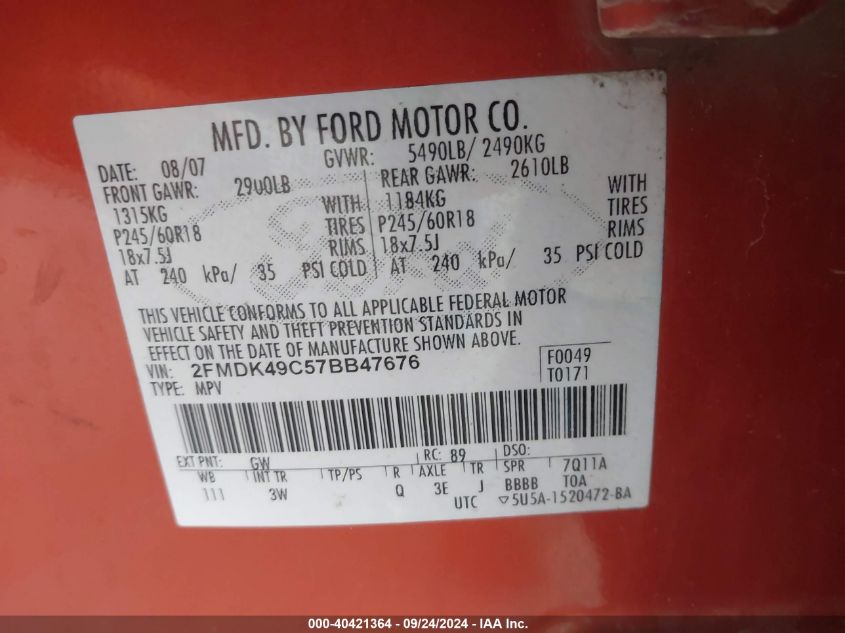 MFD. BY FORD MOTOR CO.
DATE: 08/07 GVWR: 5490LB/ 2490KG
FRONT GAWR: 2900LB REAR GAWR: 2610LB
1315KG WITH 1184KG WITH
P245/60R18 TIRES P245/60R18 TIRES
18x7.5J RIMS 18x7.5J RIMS
AT 240 kPa/ 35 PSI COLD AT 240 kPa/ 35 PSI COLD
THIS VEHICLE CONFORMS TO ALL APPLICABLE FEDERAL MOTOR
VEHICLE SAFETY AND THEFT PREVENTION STANDARDS IN
EFFECT ON THE DATE OF MANUFACTURE SHOWN ABOVE.
VIN: 2FMDK49C57BB47676 F0049
TYPE: MPV T0171
EXT PNT: GW RC: 89 DSO:
WB INT TR TP/PS R AXLE TR SPR 7Q11A
111 3W Q 3E J BBBB TOA
UTC ▽5U5A-1520472-BA
000-40421364 - 09/24/2024 - IAA Inc.